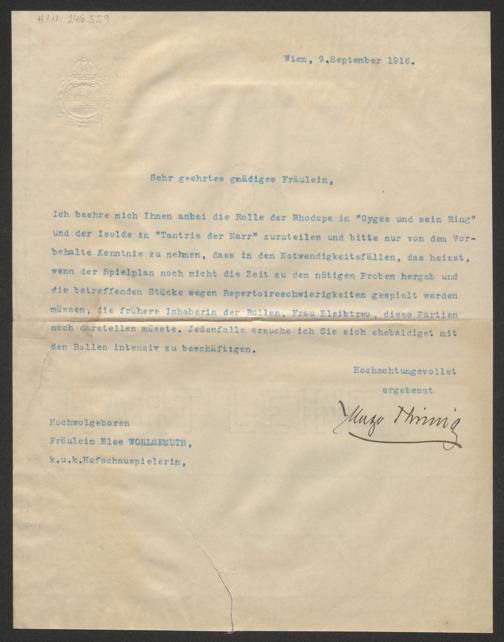 H.I.N. 246.559
Wien, 9.September 1916.
Sehr geehrtes gnädiges Fräulein,
Ich beehre mich Ihnen anbei die Rolle der Rhodope in "Gyges und sein Ring"
und der Isolde in "Tantris der Narr" zuzuteilen und bitte nur von dem Vor-
behalte Kenntnis zu nehmen, dass in den Notwendigkeitsfällen, das heisst,
wenn der Spielplan noch nicht die Zeit zu den nötigen Proben hergab und
die betreffenden Stücke wegen Repertoireschwierigkeiten gespielt werden
müssen, die frühere Inhaberin der Rollen, Frau Bleibtreu, diese Partien
noch darstellen müsste. Jedenfalls ersuche ich Sie sich ehebaldigst mit
den Rollen intensiv zu beschäftigen.
Hochachtungsvollst
ergebenst
Hugo Thimig
Hochwolgeboren
Fräulein Else WOHLGEMUTH,
k.u.k.Hofschauspielerin,